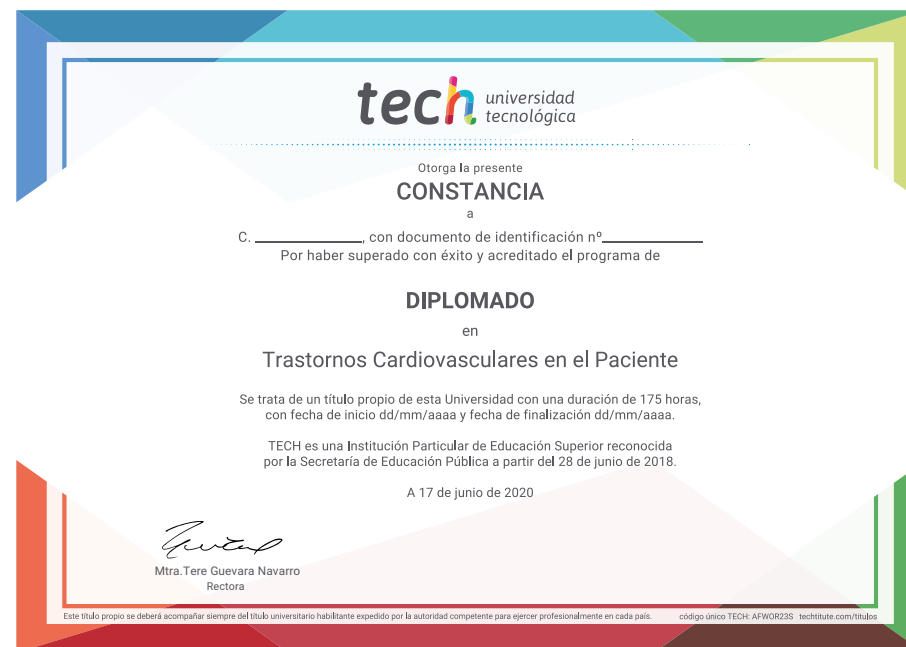 tech universidad
tecnológica
Otorga la presente
CONSTANCIA
a
C. ____________, con documento de identificación nº____________
Por haber superado con éxito y acreditado el programa de
DIPLOMADO
en
Trastornos Cardiovasculares en el Paciente
Se trata de un título propio de esta Universidad con una duración de 175 horas,
con fecha de inicio dd/mm/aaaa y fecha de finalización dd/mm/aaaa.
TECH es una Institución Particular de Educación Superior reconocida
por la Secretaría de Educación Pública a partir del 28 de junio de 2018.
A 17 de junio de 2020
Mtra.Tere Guevara Navarro
Rectora
Este título propio se deberá acompañar siempre del título universitario habilitante expedido por la autoridad competente para ejercer profesionalmente en cada país. código único TECH: AFWOR23S techtitute.com/titulos